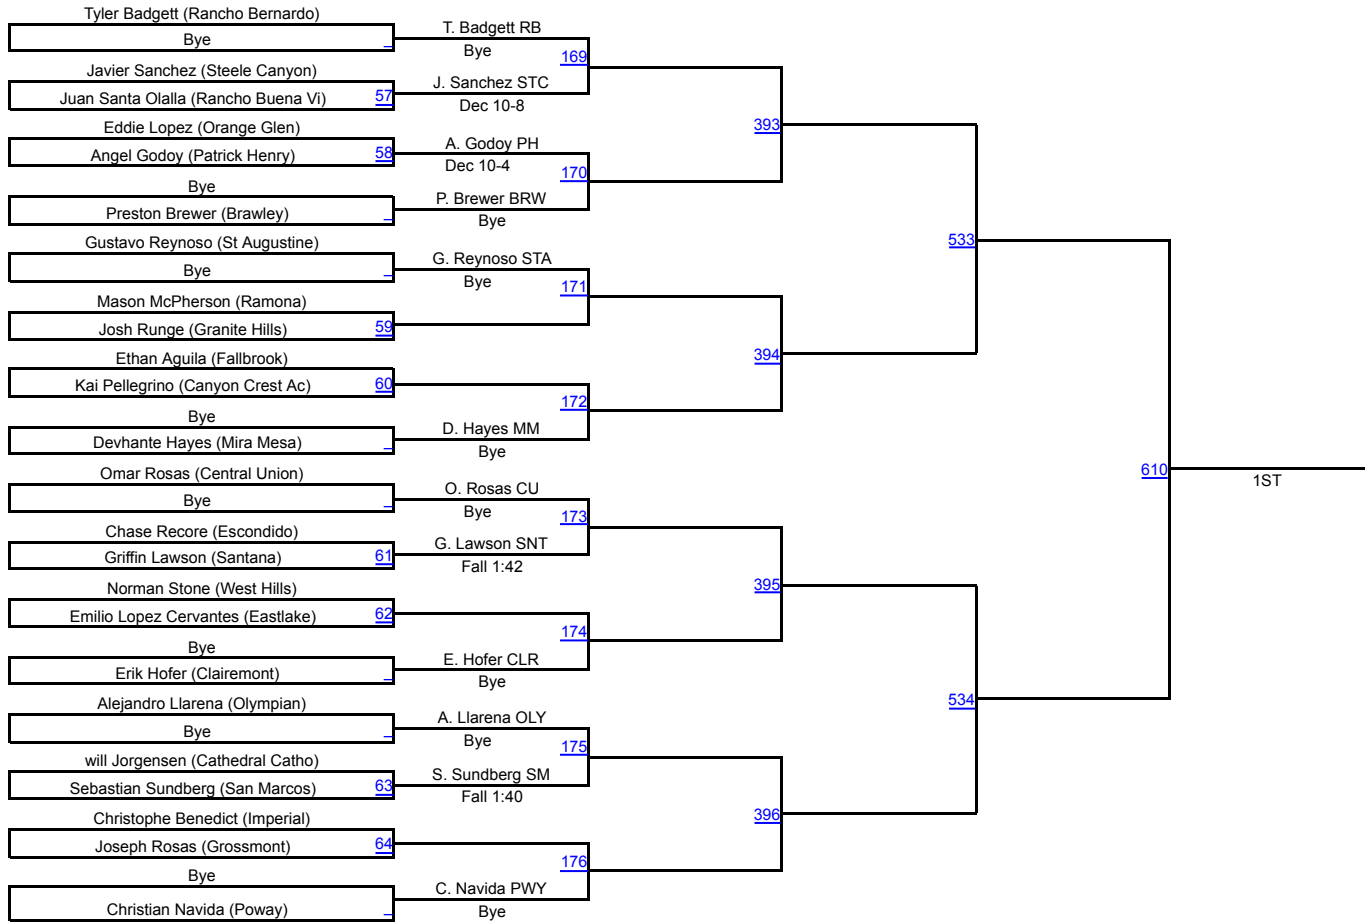 Tyler Badgett (Rancho Bernardo)
Bye
T. Badgett RB
Bye
169
Javier Sanchez (Steele Canyon)
Juan Santa Olalla (Rancho Buena Vi)
57
J. Sanchez STC
Dec 10-8
393
Eddie Lopez (Orange Glen)
Angel Godoy (Patrick Henry)
58
A. Godoy PH
Dec 10-4
170
Bye
Preston Brewer (Brawley)
P. Brewer BRW
Bye
533
Gustavo Reynoso (St Augustine)
Bye
G. Reynoso STA
Bye
171
Mason McPherson (Ramona)
Josh Runge (Granite Hills)
59
394
Ethan Aguila (Fallbrook)
Kai Pellegrino (Canyon Crest Ac)
60
172
Bye
Devhante Hayes (Mira Mesa)
D. Hayes MM
Bye
610
1ST
Omar Rosas (Central Union)
Bye
O. Rosas CU
Bye
173
Chase Recore (Escondido)
Griffin Lawson (Santana)
61
G. Lawson SNT
Fall 1:42
395
Norman Stone (West Hills)
Emilio Lopez Cervantes (Eastlake)
62
174
Bye
Erik Hofer (Clairemont)
E. Hofer CLR
Bye
534
Alejandro Llarena (Olympian)
Bye
A. Llarena OLY
Bye
175
will Jorgensen (Cathedral Catho)
Sebastian Sundberg (San Marcos)
63
S. Sundberg SM
Fall 1:40
396
Christophe Benedict (Imperial)
Joseph Rosas (Grossmont)
64
176
Bye
Christian Navida (Poway)
C. Navida PWY
Bye